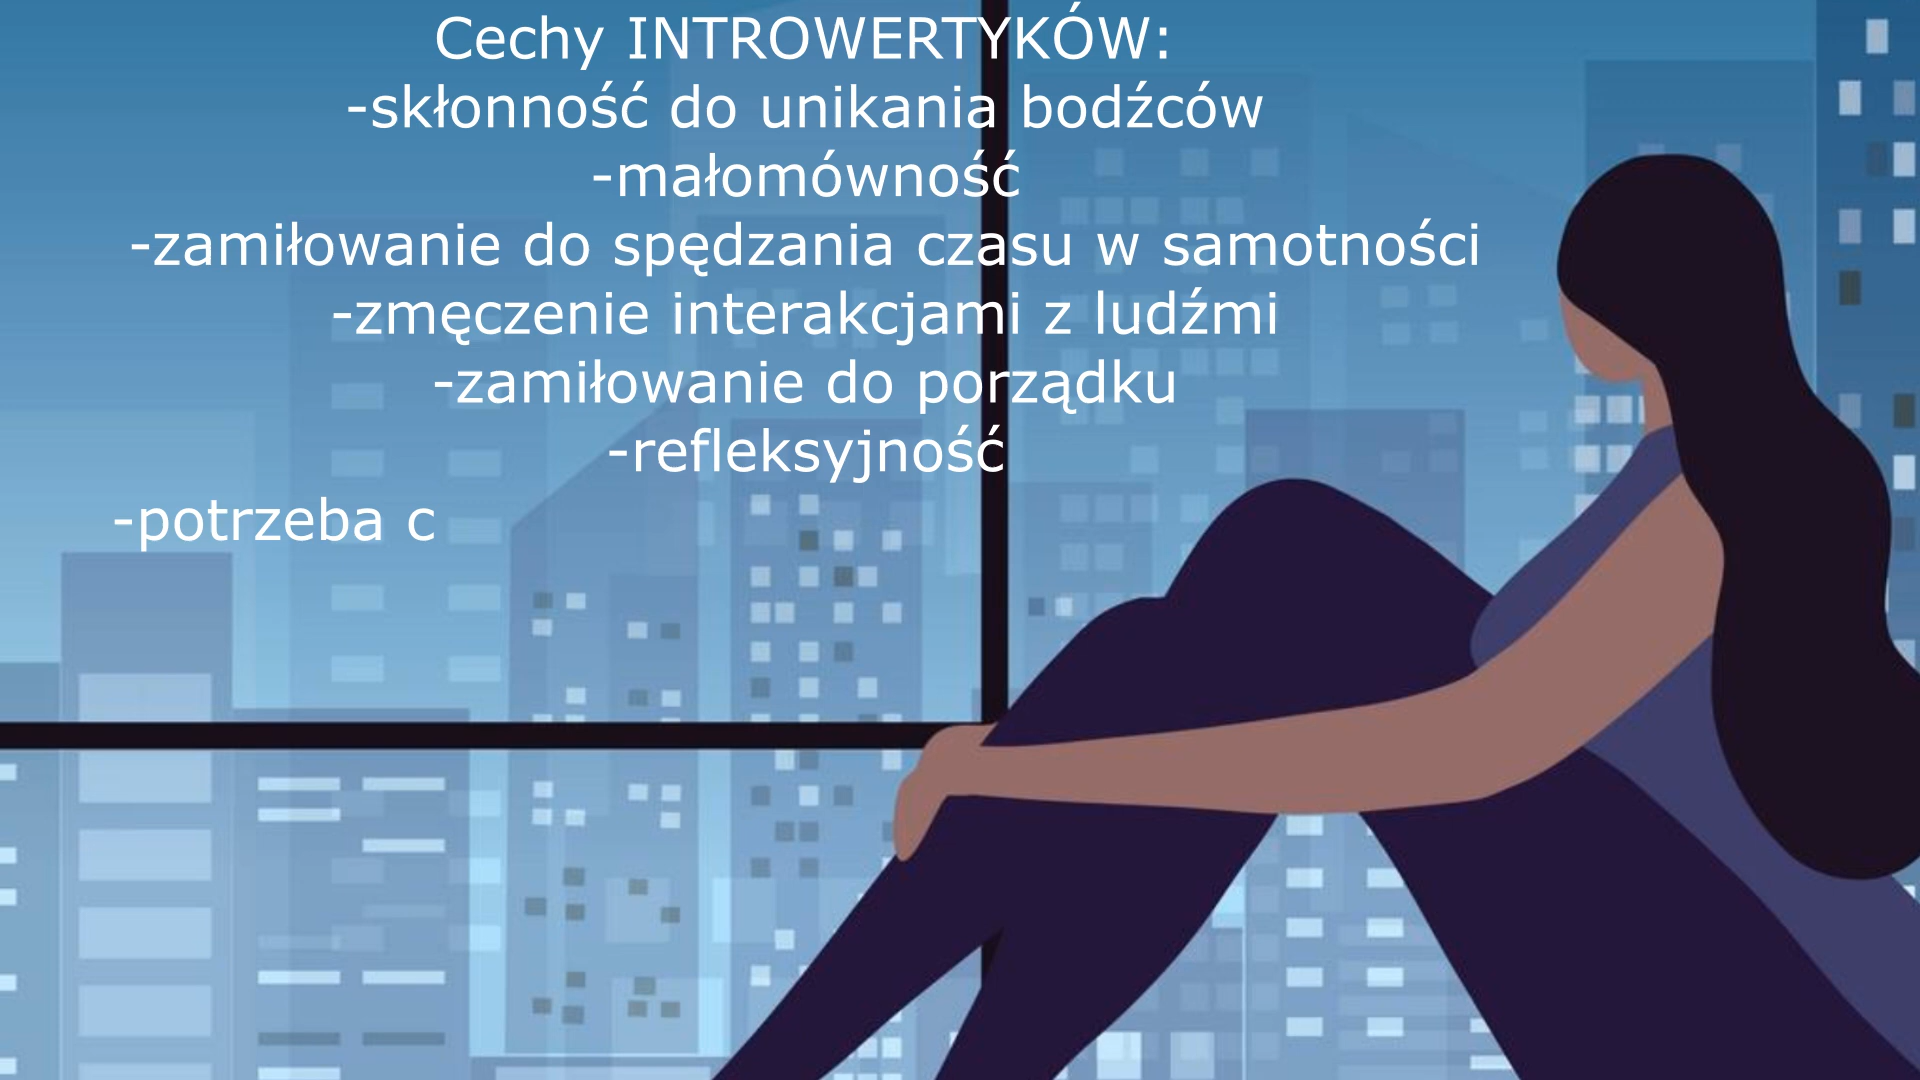 Cechy INTROWERTYKÓW:
-skłonność do unikania bodźców
-małomówność
-zamiłowanie do spędzania czasu w samotności
-zmęczenie interakcjami z ludźmi
-zamiłowanie do porządku
-refleksyjność
-potrzeba c